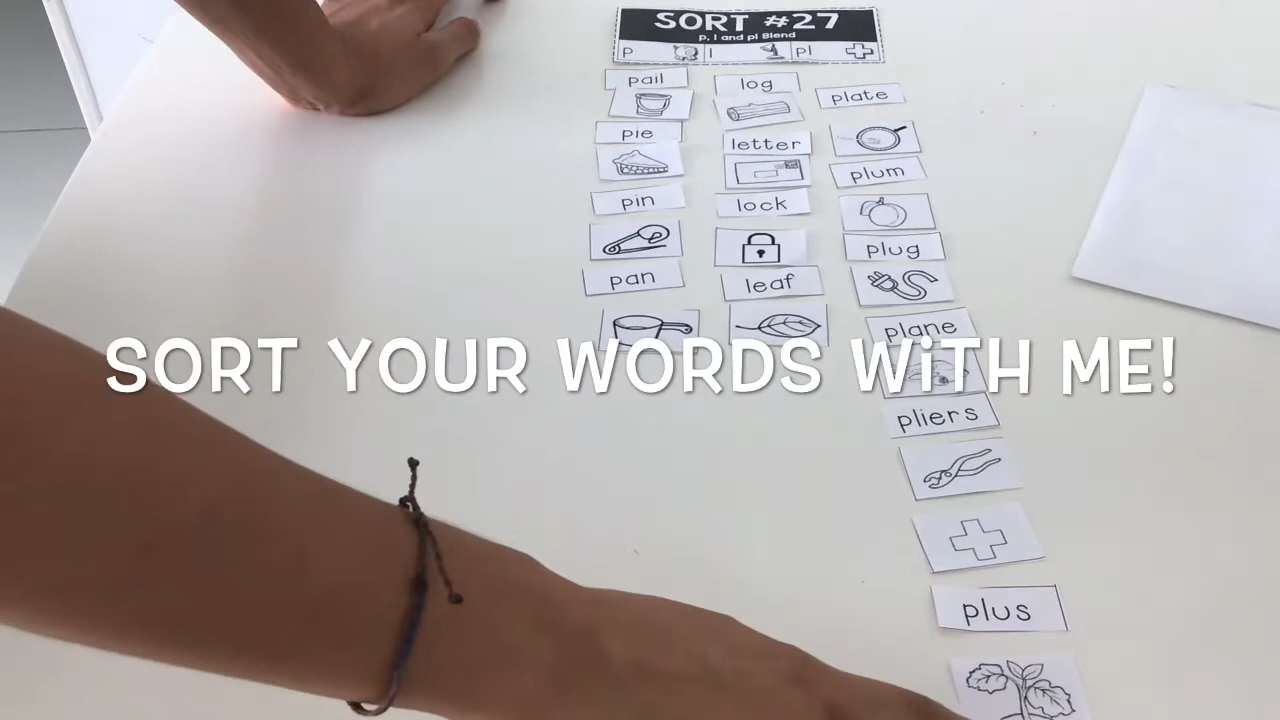 SORT #27
p, l and pl Blend
p l pl
pail
pie
pin
pan
log
letter
lock
leaf
plate
plum
plug
plane
pliers
plus
SORT YOUR WORDS WiTH ME!